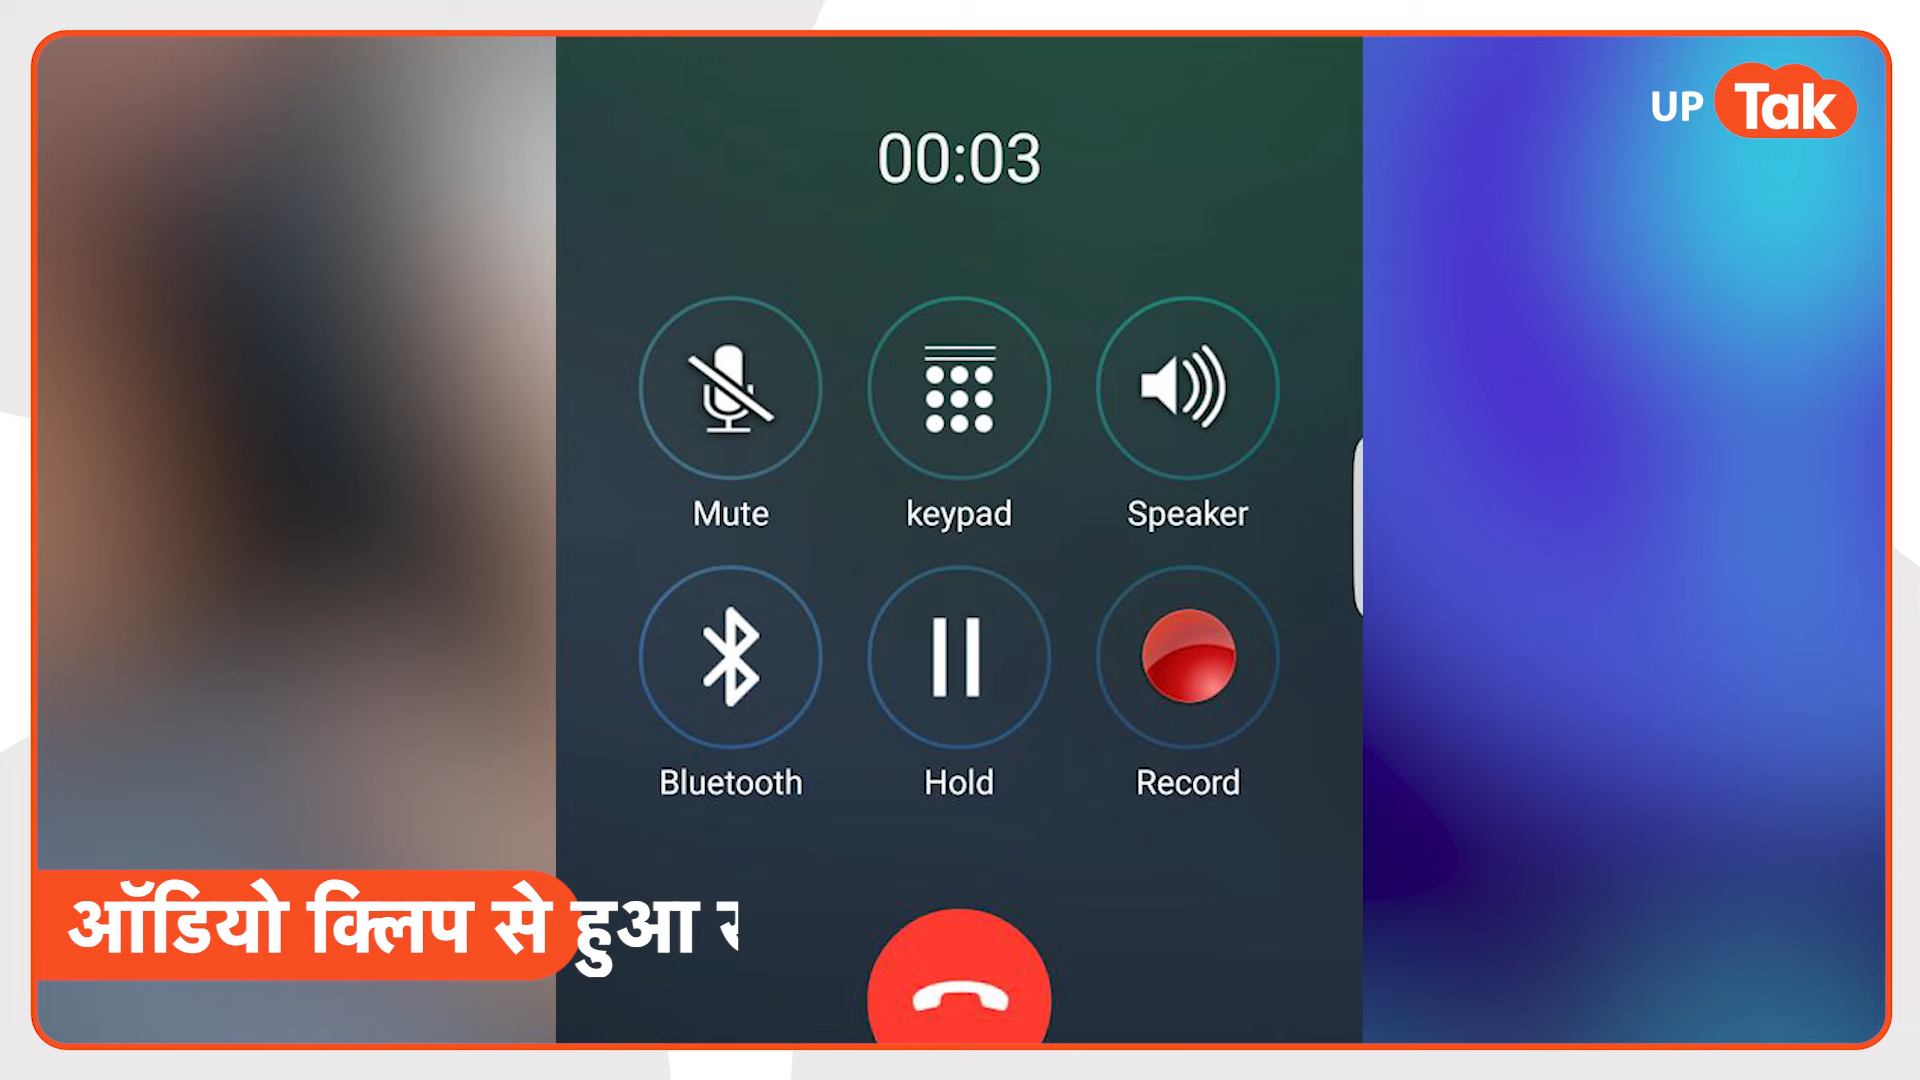 UP Tak
00:03
Mute keypad Speaker
Bluetooth Hold Record
ऑडियो क्लिप से हुआ